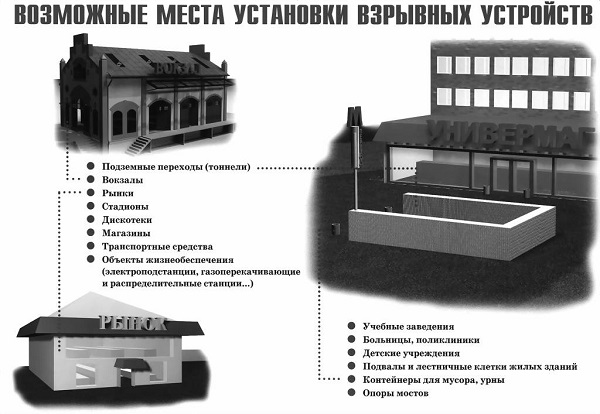 ВОЗМОЖНЫЕ МЕСТА УСТАНОВКИ ВЗРЫВНЫХ УСТРОЙСТВ
ВОКЗАЛ
М
УНИВЕРМАГ
Подземные переходы (тоннели)
Вокзалы
Рынки
Стадионы
Дискотеки
Магазины
Транспортные средства
Объекты жизнеобеспечения
(электроподстанции, газоперекачивающие
и распределительные станции...)
РЫНОК
Учебные заведения
Больницы, поликлиники
Детские учреждения
Подвалы и лестничные клетки жилых зданий
Контейнеры для мусора, урны
Опоры мостов